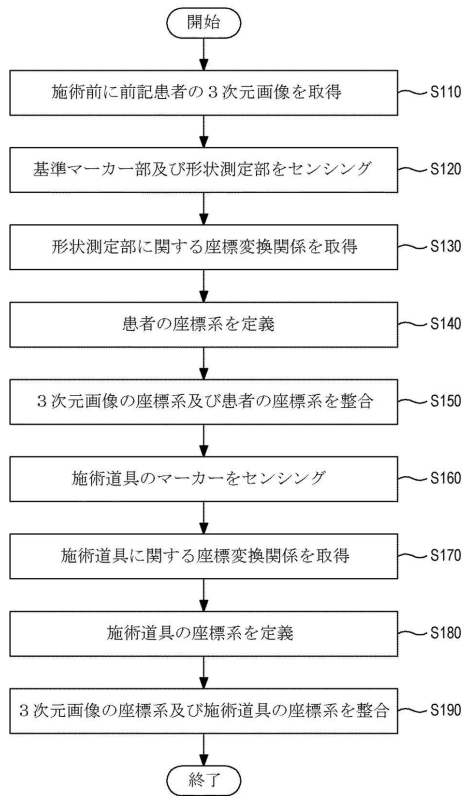 開始
施術前に前記患者の３次元画像を取得 S110
基準マーカー部及び形状測定部をセンシング S120
形状測定部に関する座標変換関係を取得 S130
患者の座標系を定義 S140
３次元画像の座標系及び患者の座標系を整合 S150
施術道具のマーカーをセンシング S160
施術道具に関する座標変換関係を取得 S170
施術道具の座標系を定義 S180
３次元画像の座標系及び施術道具の座標系を整合 S190
終了